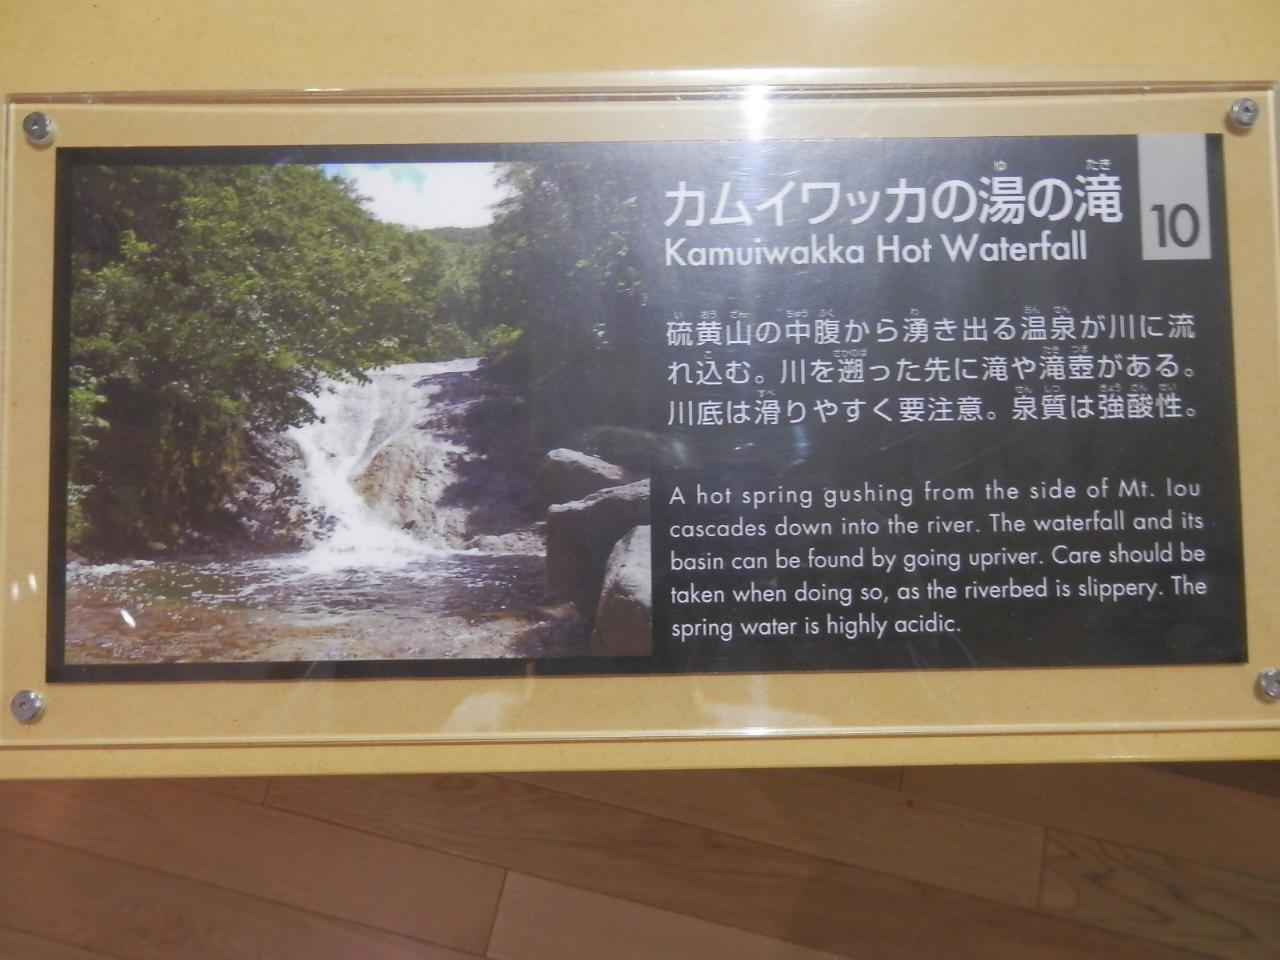 カムイワッカの湯の滝
10
Kamuiwakka Hot Waterfall
硫黄山の中腹から湧き出る温泉が川に流
れ込む。川を遡った先に滝や滝壺がある。
川底は滑りやすく要注意。泉質は強酸性。
A hot spring gushing from the side of Mt. Iou
cascades down into the river. The waterfall and its
basin can be found by going upriver. Care should be
taken when doing so, as the riverbed is slippery. The
spring water is highly acidic.